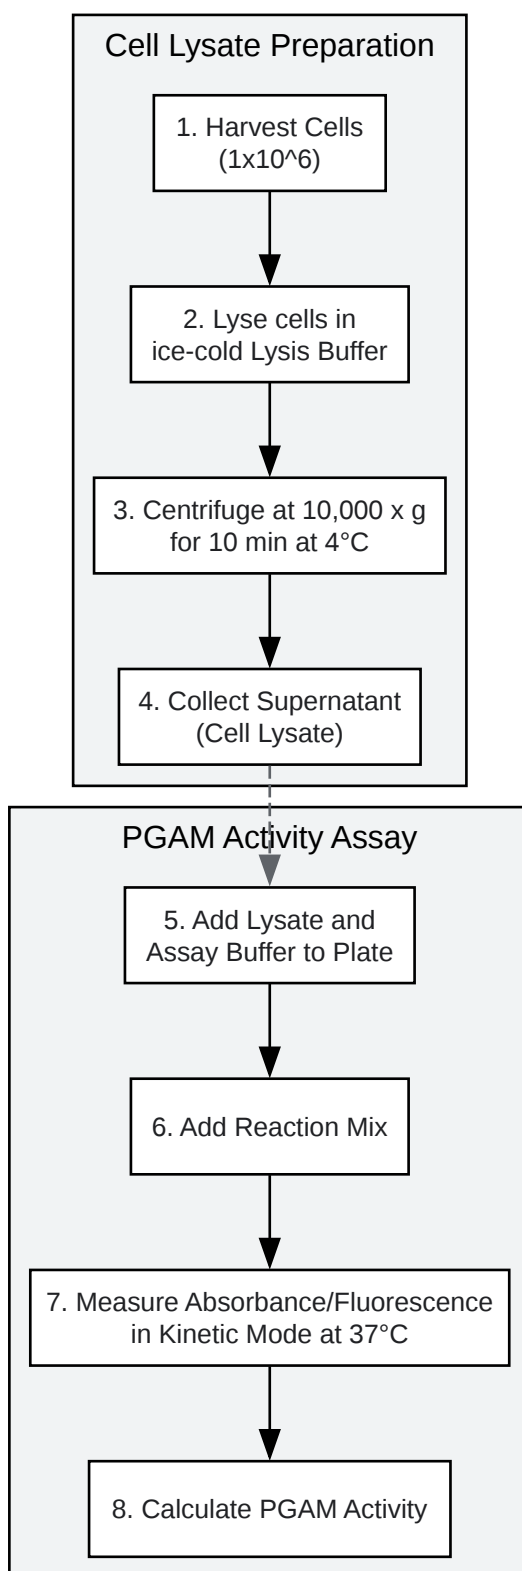 Cell Lysate Preparation
1. Harvest Cells
(1x10^6)
2. Lyse cells in
ice-cold Lysis Buffer
3. Centrifuge at 10,000 x g
for 10 min at 4°C
4. Collect Supernatant
(Cell Lysate)
PGAM Activity Assay
5. Add Lysate and
Assay Buffer to Plate
6. Add Reaction Mix
7. Measure Absorbance/Fluorescence
in Kinetic Mode at 37°C
8. Calculate PGAM Activity